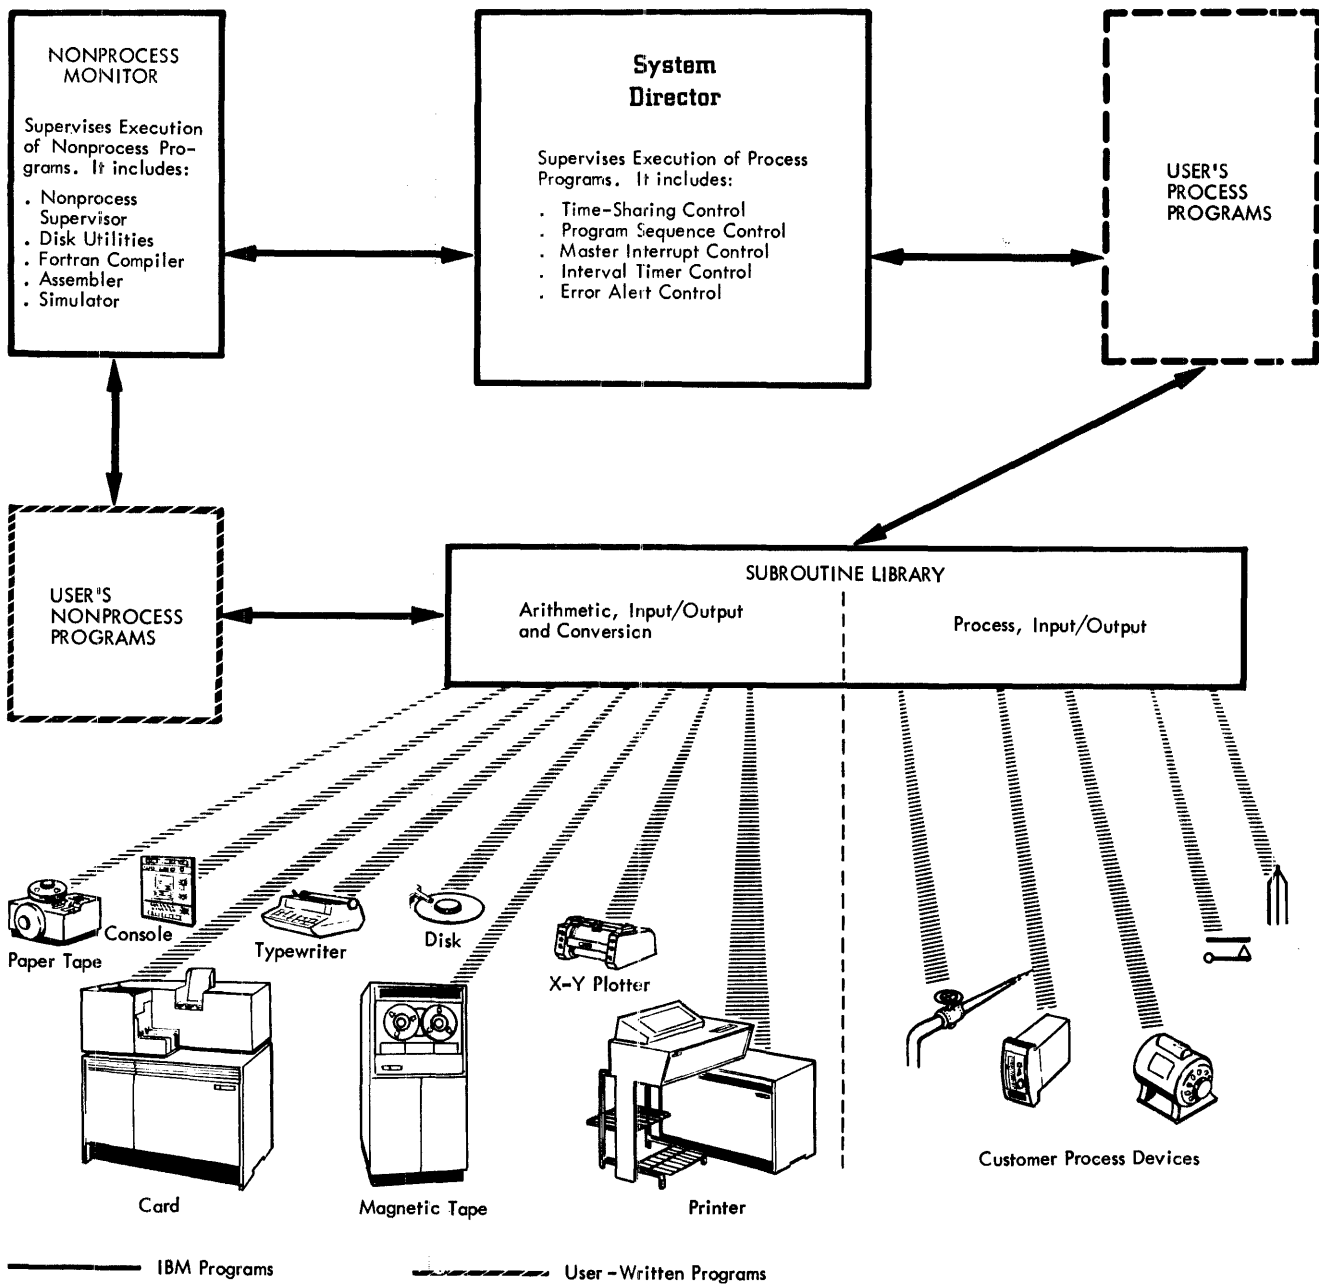 NONPROCESS
MONITOR
Supervises Execution
of Nonprocess Pro-
grams. It includes:
. Nonprocess
Supervisor
. Disk Utilities
. Fortran Compiler
. Assembler
. Simulator
System
Director
Supervises Execution of Process
Programs. It includes:
. Time-Sharing Control
. Program Sequence Control
. Master Interrupt Control
. Interval Timer Control
. Error Alert Control
USER'S
PROCESS
PROGRAMS
USER'S
NONPROCESS
PROGRAMS
SUBROUTINE LIBRARY
Arithmetic, Input/Output
and Conversion
Process, Input/Output
Paper Tape
Console
Typewriter
Disk
X-Y Plotter
Card
Magnetic Tape
Printer
Customer Process Devices
IBM Programs
User-Written Programs